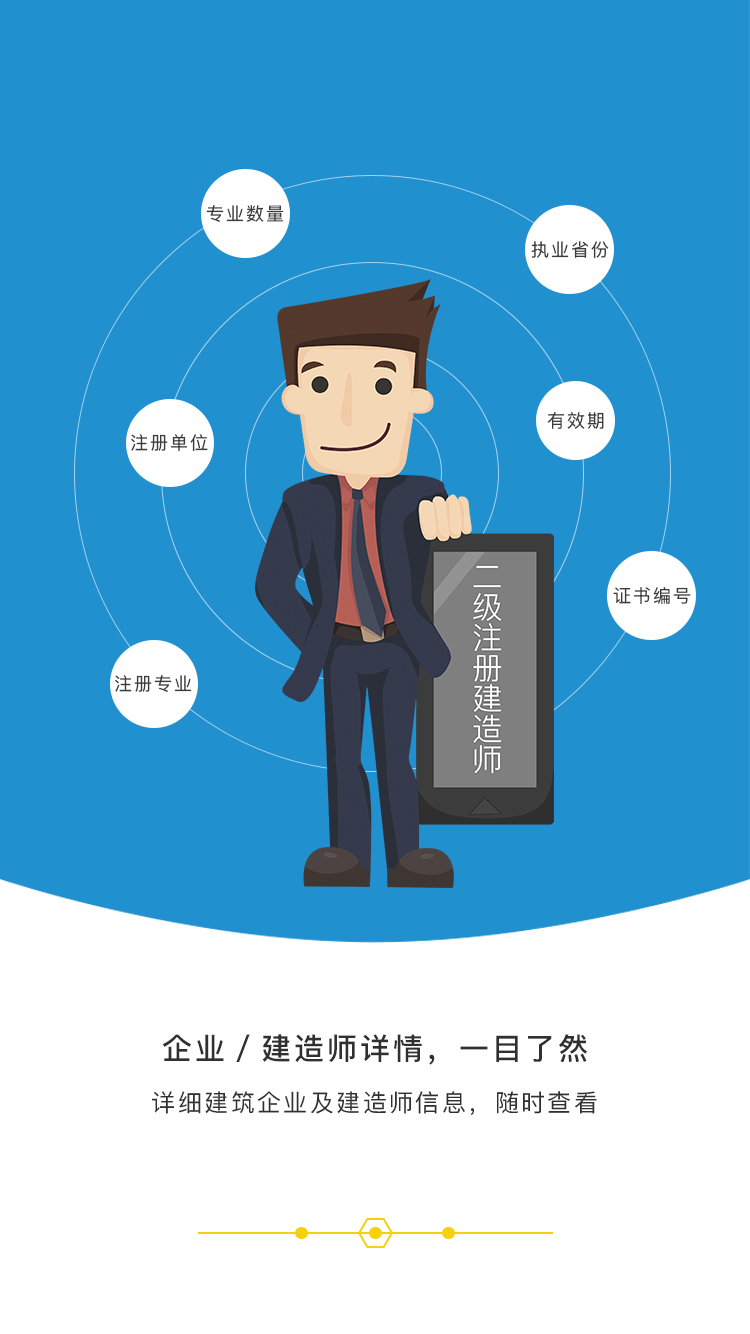 专业数量
执业省份
有效期
注册单位
证书编号
注册专业
二级注册建造师
企业 / 建造师详情，一目了然
详细建筑企业及建造师信息，随时查看